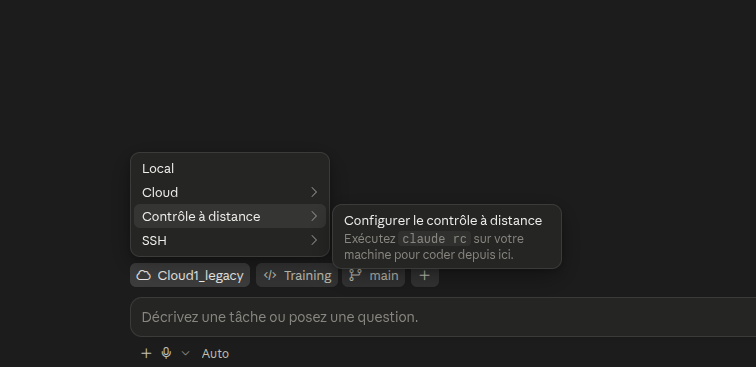 Local
Cloud
Contrôle à distance
SSH
Configurer le contrôle à distance
Exécutez claude rc sur votre
machine pour coder depuis ici.
Cloud1_legacy
Training
main
Décrivez une tâche ou posez une question.
Auto